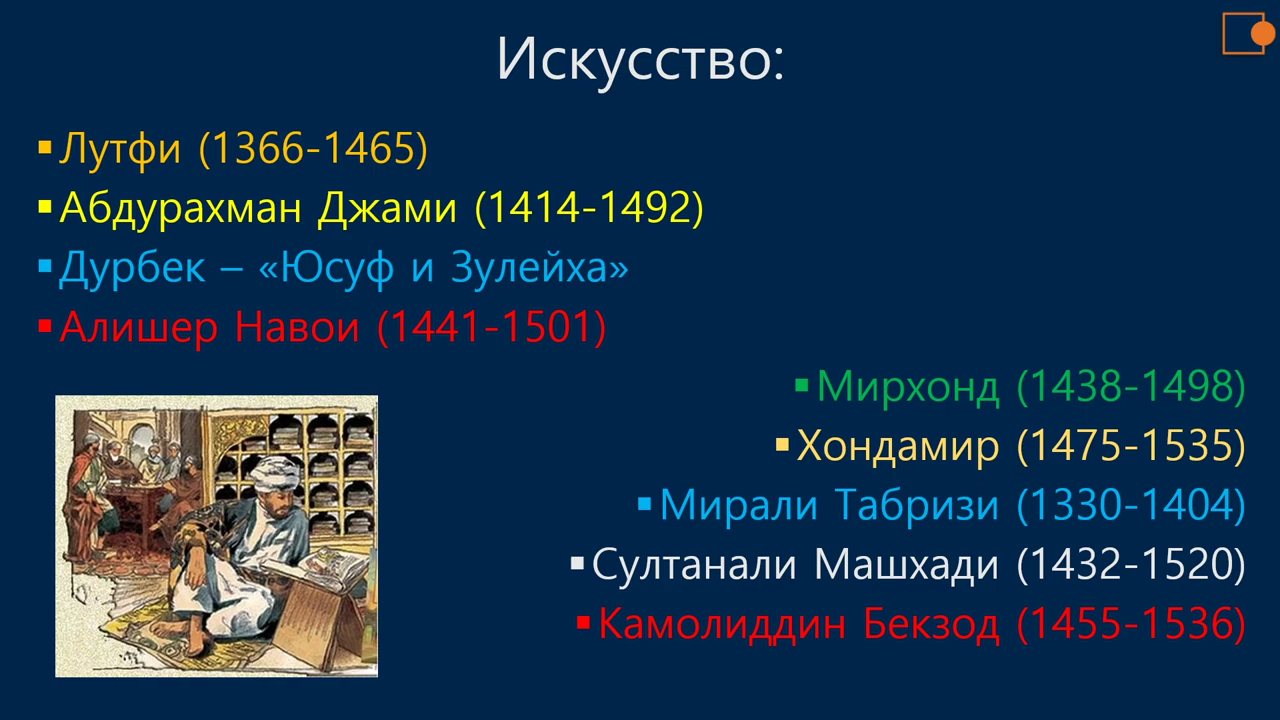 Искусство:
Лутфи (1366-1465)
Абдурахман Джами (1414-1492)
Дурбек – «Юсуф и Зулейха»
Алишер Навои (1441-1501)
Мирхонд (1438-1498)
Хондамир (1475-1535)
Мирали Табризи (1330-1404)
Султанали Машхади (1432-1520)
Камолиддин Бекзод (1455-1536)